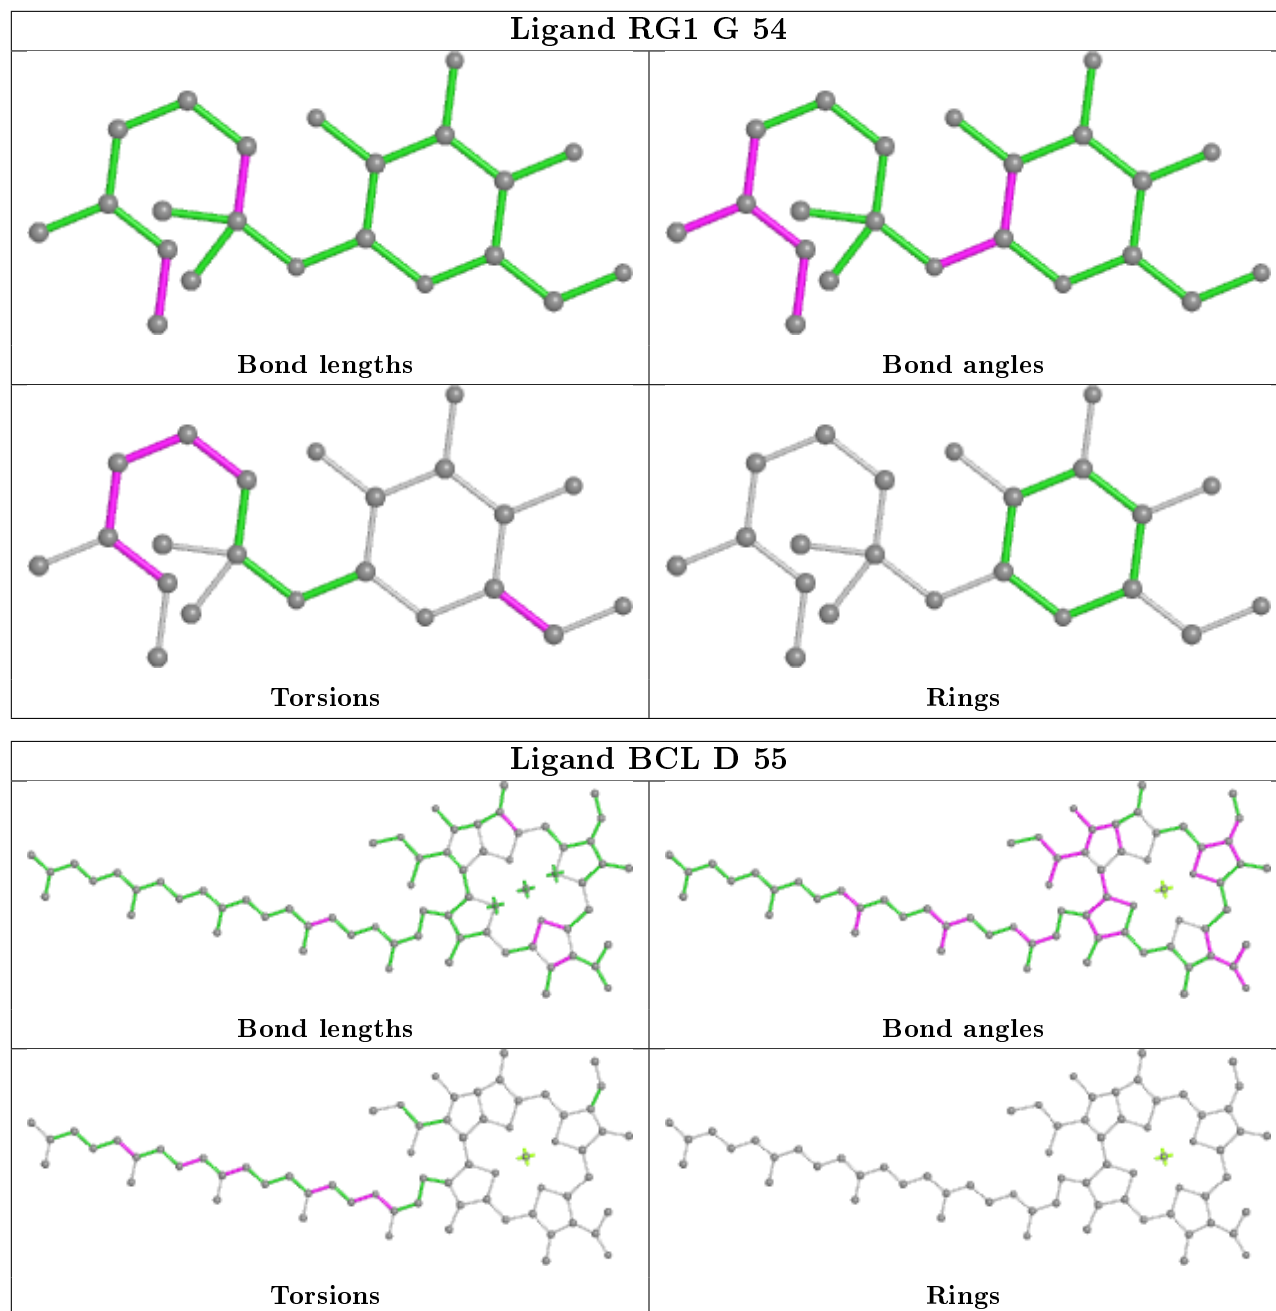 Ligand RG1 G 54
Bond lengths
Bond angles
Torsions
Rings
Ligand BCL D 55
Bond lengths
Bond angles
Torsions
Rings